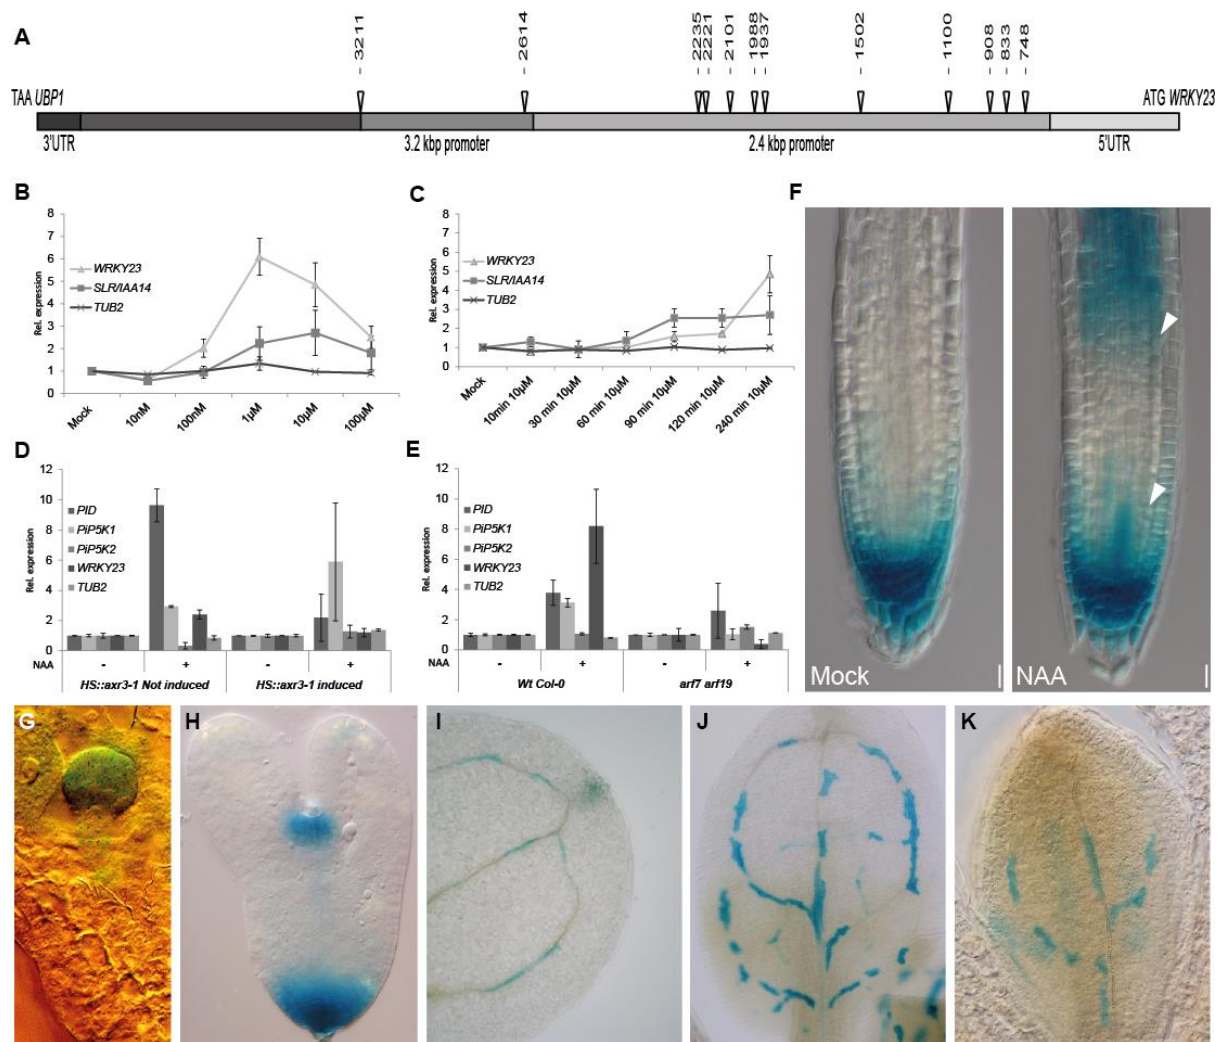 A
- 3211
- 2614
- 2235
- 2221
- 2101
- 1988
- 1937
- 1502
- 1100
- 908
- 833
- 748
TAA UBP1
ATG WRKY23
3'UTR
3.2 kbp promoter
2.4 kbp promoter
5'UTR
B
8
7
6
5
4
3
2
1
0
Rel. expression
WRKY23
SLR/IAA14
TUB2
Mock
10nM
100nM
1µM
10µM
100µM
C
8
7
6
5
4
3
2
1
0
Rel. expression
WRKY23
SLR/IAA14
TUB2
Mock
10min 10µM
30 min 10µM
60 min 10µM
90 min 10µM
120 min 10µM
240 min 10µM
D
12
10
8
6
4
2
0
Rel. expression
PID
PiP5K1
PiP5K2
WRKY23
TUB2
NAA - + - +
HS::axr3-1 Not induced
HS::axr3-1 induced
E
12
10
8
6
4
2
0
Rel. expression
PID
PiP5K1
PiP5K2
WRKY23
TUB2
NAA - + - +
Wt Col-0
arf7 arf19
F
Mock
NAA
G
H
I
J
K